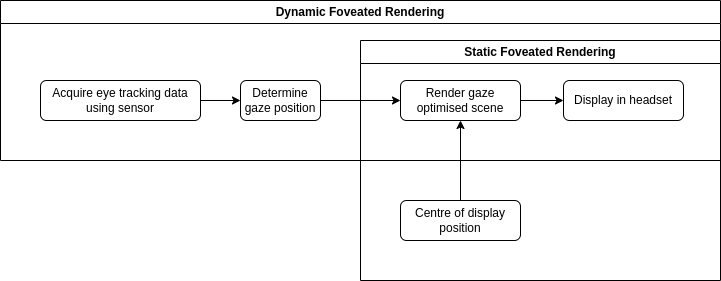 Dynamic Foveated Rendering
Static Foveated Rendering
Acquire eye tracking data
using sensor
Determine
gaze position
Render gaze
optimised scene
Display in headset
Centre of display
position